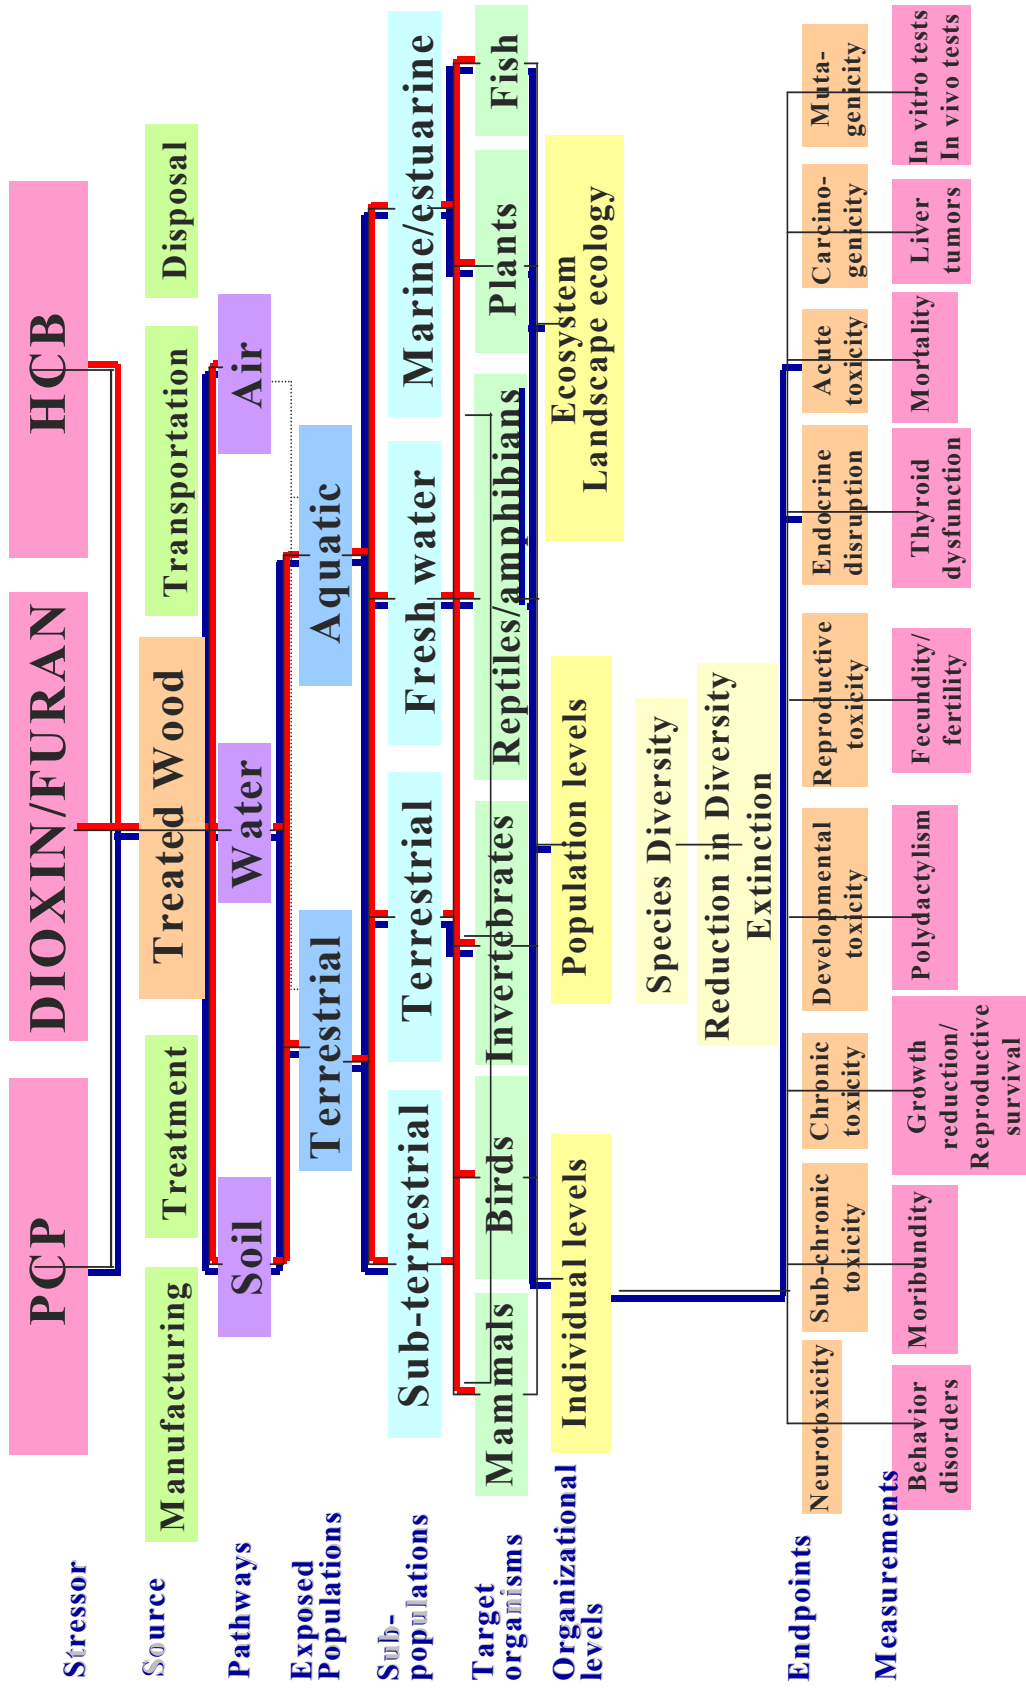 Stressor
PCP
DIOXIN/FURAN
HCB
Source
Manufacturing
Treatment
Treated Wood
Transportation
Disposal
Pathways
Soil
Water
Air
Exposed
Populations
Terrestrial
Aquatic
Sub-
populations
Sub-terrestrial
Terrestrial
Fresh water
Marine/estuarine
Target
organisms
Mammals
Birds
Invertebrates
Reptiles/amphibians
Plants
Fish
Organizational
levels
Individual levels
Population levels
Ecosystem
Landscape ecology
Species Diversity
Reduction in Diversity
Extinction
Endpoints
Neurotoxicity
Sub-chronic
toxicity
Chronic
toxicity
Developmental
toxicity
Reproductive
toxicity
Endocrine
disruption
Acute
toxicity
Carcino-
genicity
Muta-
genicity
Measurements
Behavior
disorders
Moribundity
Growth
reduction/
Reproductive
survival
Polydactylism
Fecundity/
fertility
Thyroid
dysfunction
Mortality
Liver
tumors
In vitro tests
In vivo tests